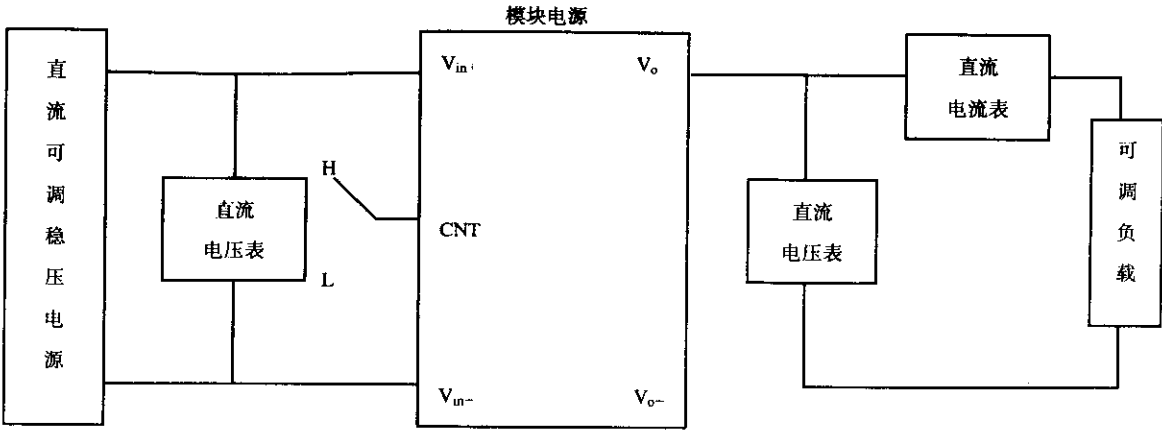 模块电源
直流可调稳压电源
直流
电压表
H
CNT
L
Vin+
Vin-
Vo
Vo-
直流
电压表
直流
电流表
可调负载